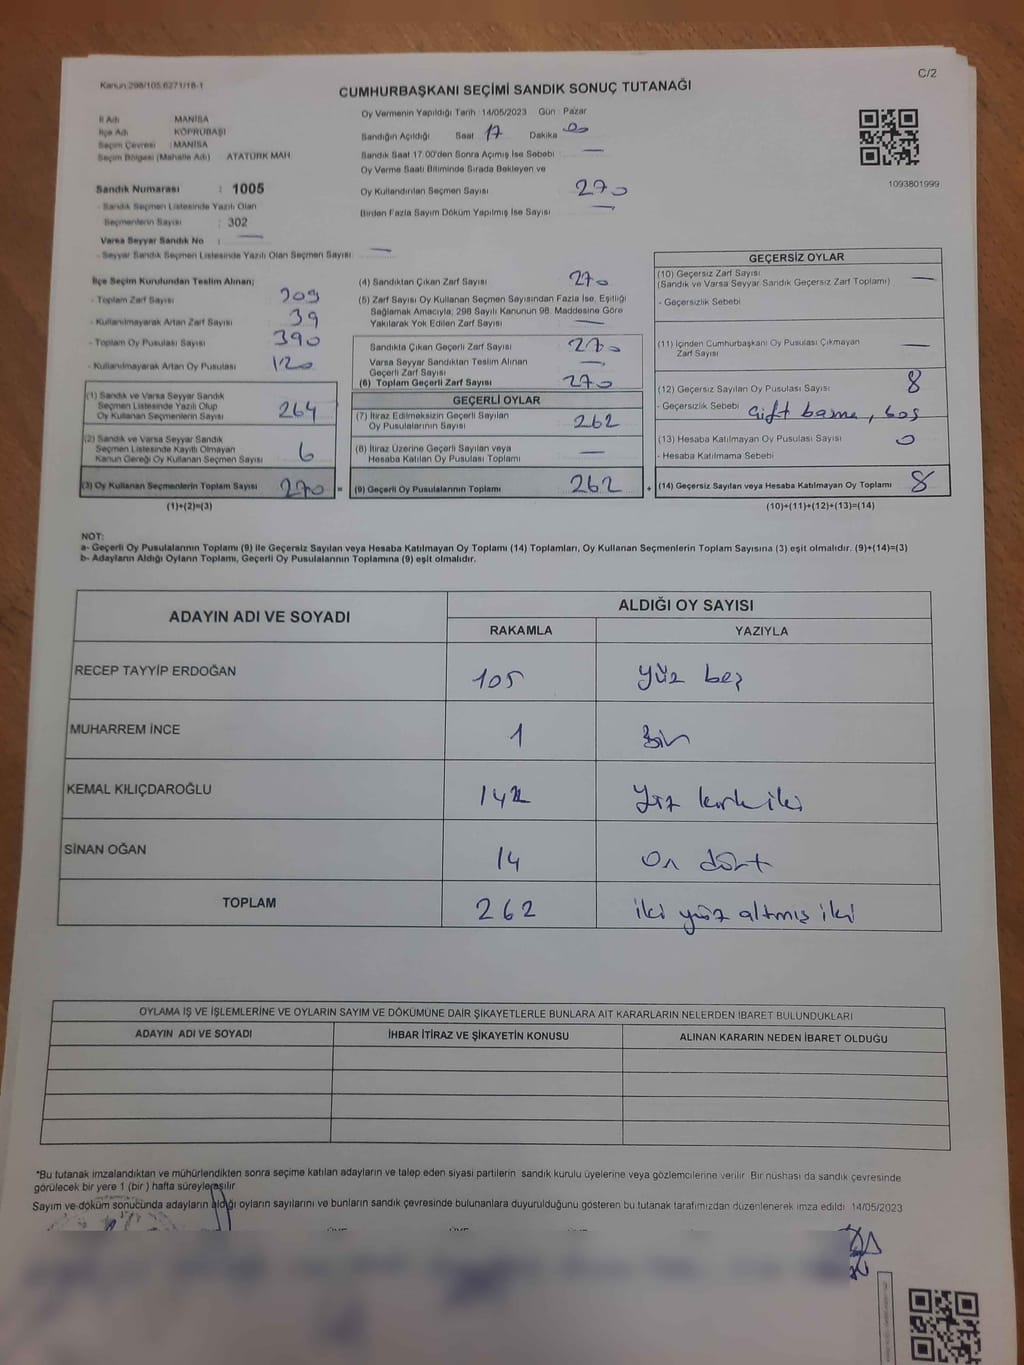 Kanun:298/105,6271/18-1
C/2
CUMHURBAŞKANI SEÇİMİ SANDIK SONUÇ TUTANAĞI
İl Adı MANİSA
İlçe Adı KÖPRÜBAŞI
Seçim Çevresi : MANİSA
Seçim Bölgesi (Mahalle Adı) ATATÜRK MAH
Sandık Numarası : 1005
- Sandık Seçmen Listesinde Yazılı Olan
Seçmenlerin Sayısı : 302
Varsa Seyyar Sandık No : —
- Seyyar Sandık Seçmen Listesinde Yazılı Olan Seçmen Sayısı —
Oy Vermenin Yapıldığı Tarih 14/05/2023 Gün : Pazar
Sandığın Açıldığı Saat 17 Dakika 00
Sandık Saat 17.00'den Sonra Açılmış İse Sebebi —
Oy Verme Saati Bitiminde Sırada Bekleyen ve
Oy Kullandırılan Seçmen Sayısı 270
Birden Fazla Sayım Döküm Yapılmış İse Sayısı —
1093801999
İlçe Seçim Kurulundan Teslim Alınan;
- Toplam Zarf Sayısı 309
- Kullanılmayarak Artan Zarf Sayısı 39
- Toplam Oy Pusulası Sayısı 390
- Kullanılmayarak Artan Oy Pusulası 120
(1) Sandık ve Varsa Seyyar Sandık
Seçmen Listesinde Yazılı Olup
Oy Kullanan Seçmenlerin Sayısı 264
(2) Sandık ve Varsa Seyyar Sandık
Seçmen Listesinde Kayıtlı Olmayan
Kanun Gereği Oy Kullanan Seçmen Sayısı 6
(3) Oy Kullanan Seçmenlerin Toplam Sayısı 270 =
(1)+(2)=(3)
(4) Sandıktan Çıkan Zarf Sayısı 270
(5) Zarf Sayısı Oy Kullanan Seçmen Sayısından Fazla İse, Eşitliği
Sağlamak Amacıyla, 298 Sayılı Kanunun 98. Maddesine Göre
Yakılarak Yok Edilen Zarf Sayısı —
Sandıkta Çıkan Geçerli Zarf Sayısı 270
Varsa Seyyar Sandıktan Teslim Alınan
Geçerli Zarf Sayısı —
(6) Toplam Geçerli Zarf Sayısı 270
GEÇERLİ OYLAR
(7) İtiraz Edilmeksizin Geçerli Sayılan
Oy Pusulalarının Sayısı 262
(8) İtiraz Üzerine Geçerli Sayılan veya
Hesaba Katılan Oy Pusulası Toplamı —
(9) Geçerli Oy Pusulalarının Toplamı 262 +
GEÇERSİZ OYLAR
(10) Geçersiz Zarf Sayısı
(Sandık ve Varsa Seyyar Sandık Geçersiz Zarf Toplamı) —
- Geçersizlik Sebebi
(11) İçinden Cumhurbaşkanı Oy Pusulası Çıkmayan
Zarf Sayısı —
(12) Geçersiz Sayılan Oy Pusulası Sayısı 8
- Geçersizlik Sebebi Çift basma, boş
(13) Hesaba Katılmayan Oy Pusulası Sayısı 0
- Hesaba Katılmama Sebebi
(14) Geçersiz Sayılan veya Hesaba Katılmayan Oy Toplamı 8
(10)+(11)+(12)+(13)=(14)
NOT:
a- Geçerli Oy Pusulalarının Toplamı (9) ile Geçersiz Sayılan veya Hesaba Katılmayan Oy Toplamı (14) Toplamları, Oy Kullanan Seçmenlerin Toplam Sayısına (3) eşit olmalıdır. (9)+(14)=(3)
b- Adayların Aldığı Oyların Toplamı, Geçerli Oy Pusulalarının Toplamına (9) eşit olmalıdır.
ADAYIN ADI VE SOYADI ALDIĞI OY SAYISI
RAKAMLA YAZIYLA
RECEP TAYYİP ERDOĞAN 105 yüz beş
MUHARREM İNCE 1 Bir
KEMAL KILIÇDAROĞLU 142 Yüz kırk iki
SİNAN OĞAN 14 On dört
TOPLAM 262 iki yüz altmış iki
OYLAMA İŞ VE İŞLEMLERİNE VE OYLARIN SAYIM VE DÖKÜMÜNE DAİR ŞİKAYETLERLE BUNLARA AİT KARARLARIN NELERDEN İBARET BULUNDUKLARI
ADAYIN ADI VE SOYADI İHBAR İTİRAZ VE ŞİKAYETİN KONUSU ALINAN KARARIN NEDEN İBARET OLDUĞU
*Bu tutanak imzalandıktan ve mühürlendikten sonra seçime katılan adayların ve talep eden siyasi partilerin sandık kurulu üyelerine veya gözlemcilerine verilir. Bir nüshası da sandık çevresinde
görülecek bir yere 1 (bir ) hafta süreyle asılır
Sayım ve döküm sonucunda adayların aldığı oyların sayılarını ve bunların sandık çevresinde bulunanlara duyurulduğunu gösteren bu tutanak tarafımızdan düzenlenerek imza edildi 14/05/2023